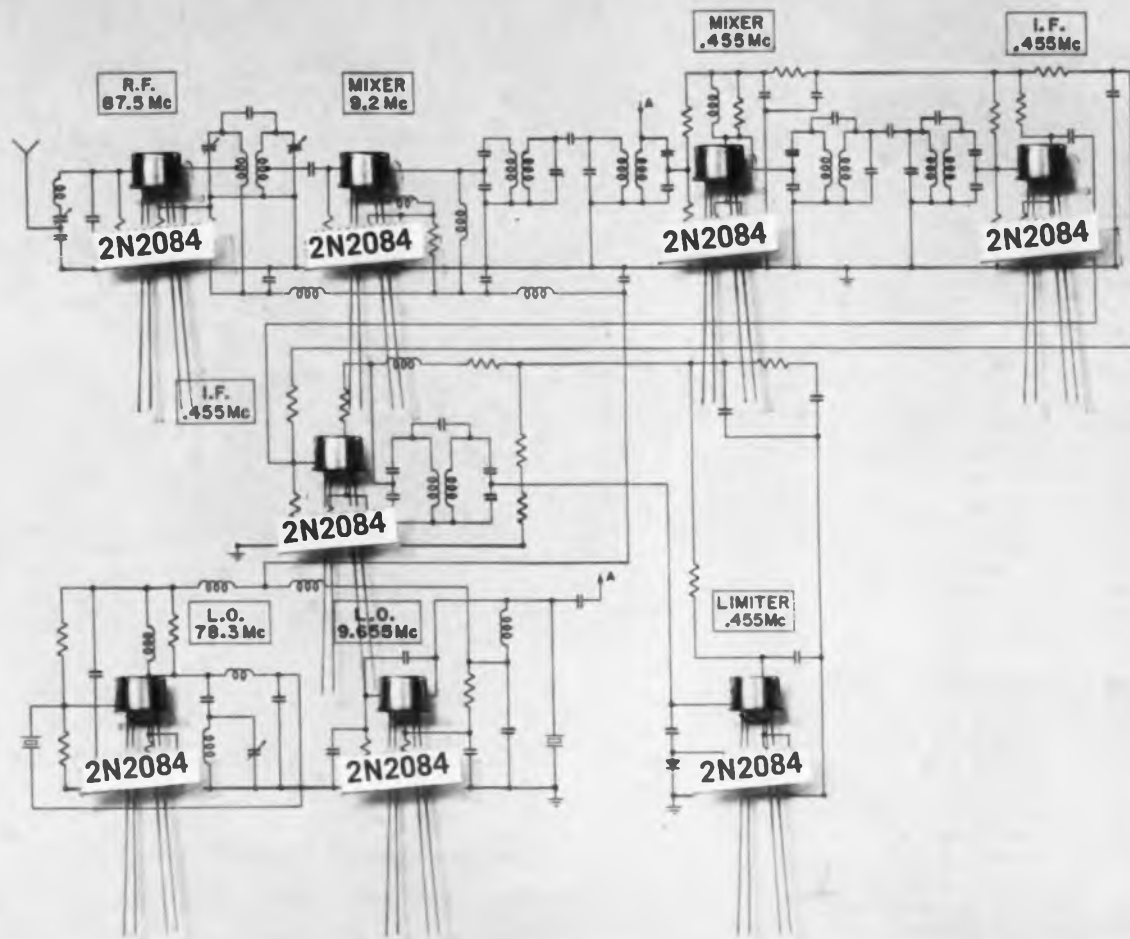 R.F.
87.5 Mc
MIXER
9.2 Mc
MIXER
.455 Mc
I.F.
.455 Mc
A
2N2084
2N2084
2N2084
2N2084
I.F.
.455 Mc
2N2084
A
L.O.
78.3 Mc
L.O.
9.655 Mc
LIMITER
.455 Mc
2N2084
2N2084
2N2084